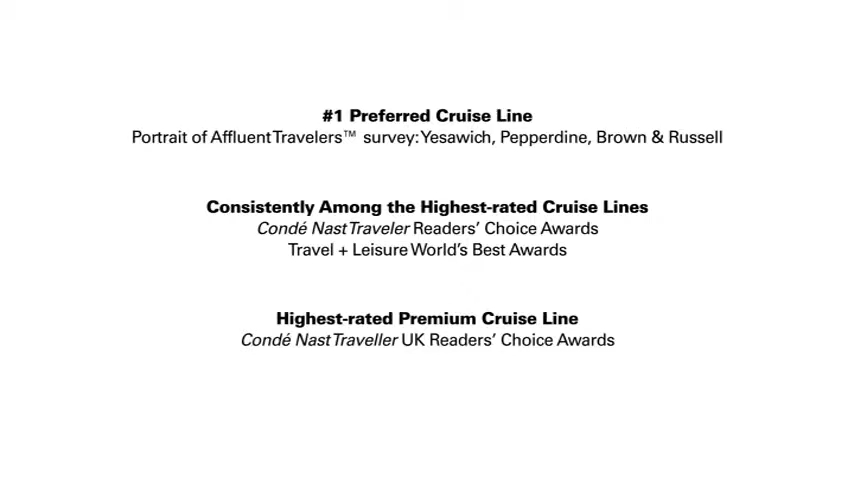 #1 Preferred Cruise Line
Portrait of Affluent Travelers™ survey: Yesawich, Pepperdine, Brown & Russell
Consistently Among the Highest-rated Cruise Lines
Condé Nast Traveler Readers’ Choice Awards
Travel + Leisure World’s Best Awards
Highest-rated Premium Cruise Line
Condé Nast Traveller UK Readers’ Choice Awards